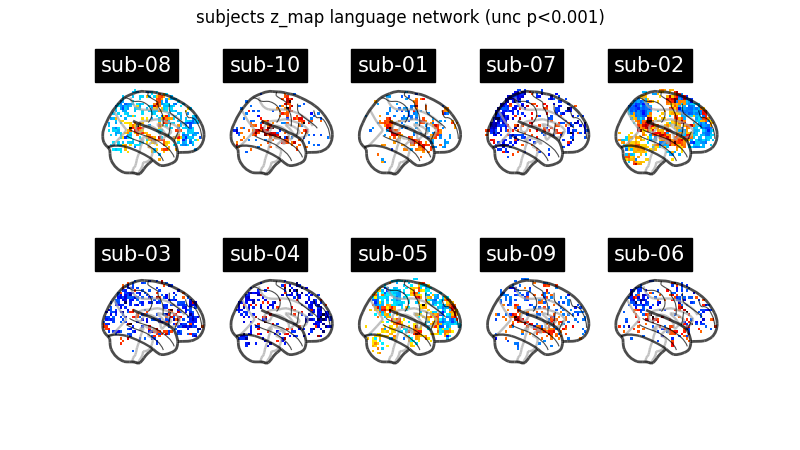 subjects z_map language network (unc p<0.001)
sub-08
sub-10
sub-01
sub-07
sub-02
sub-03
sub-04
sub-05
sub-09
sub-06